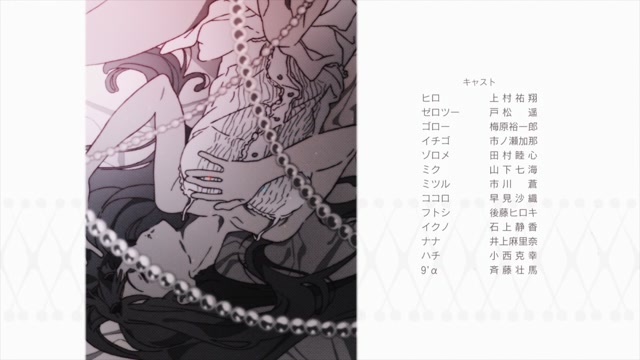 キャスト
ヒロ 上村祐翔
ゼロツー 戸松 遥
ゴロー 梅原裕一郎
イチゴ 市ノ瀬加那
ゾロメ 田村睦心
ミク 山下七海
ミツル 市川 蒼
ココロ 早見沙織
フトシ 後藤ヒロキ
イクノ 石上静香
ナナ 井上麻里奈
ハチ 小西克幸
9'α 斉藤壮馬